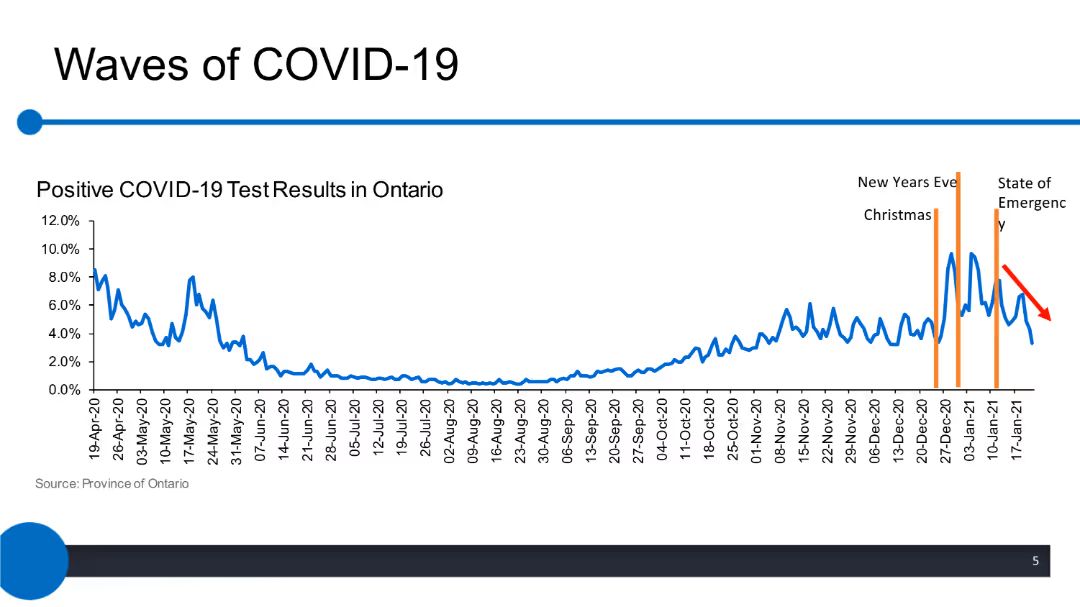 Waves of COVID-19
Positive COVID-19 Test Results in Ontario
New Years Eve
Christmas
State of
Emergenc
y
12.0%
10.0%
8.0%
6.0%
4.0%
2.0%
0.0%
19-Apr-20
26-Apr-20
03-May-20
10-May-20
17-May-20
24-May-20
31-May-20
07-Jun-20
14-Jun-20
21-Jun-20
28-Jun-20
05-Jul-20
12-Jul-20
19-Jul-20
26-Jul-20
02-Aug-20
09-Aug-20
16-Aug-20
23-Aug-20
30-Aug-20
06-Sep-20
13-Sep-20
20-Sep-20
27-Sep-20
04-Oct-20
11-Oct-20
18-Oct-20
25-Oct-20
01-Nov-20
08-Nov-20
15-Nov-20
22-Nov-20
29-Nov-20
06-Dec-20
13-Dec-20
20-Dec-20
27-Dec-20
03-Jan-21
10-Jan-21
17-Jan-21
Source: Province of Ontario
5